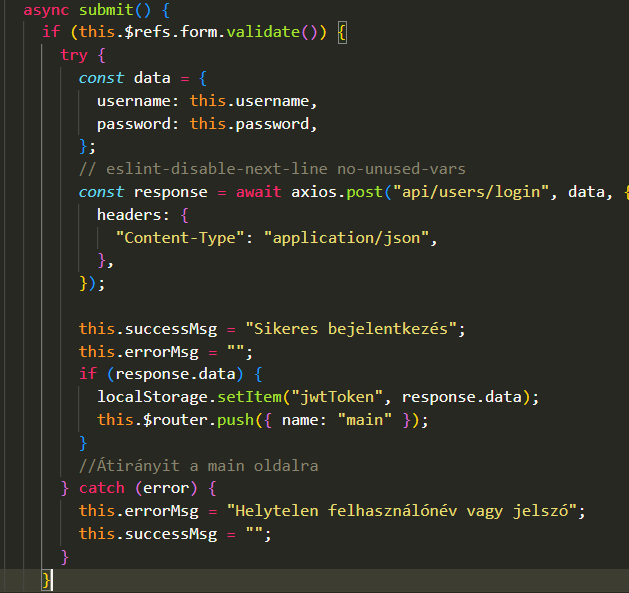 async submit() {
if (this.$refs.form.validate()) {
try {
const data = {
username: this.username,
password: this.password,
};
// eslint-disable-next-line no-unused-vars
const response = await axios.post("api/users/login", data, {
headers: {
"Content-Type": "application/json",
},
});
this.successMsg = "Sikeres bejelentkezés";
this.errorMsg = "";
if (response.data) {
localStorage.setItem("jwtToken", response.data);
this.$router.push({ name: "main" });
}
//Átirányit a main oldalra
} catch (error) {
this.errorMsg = "Helytelen felhasználónév vagy jelszó";
this.successMsg = "";
}
}